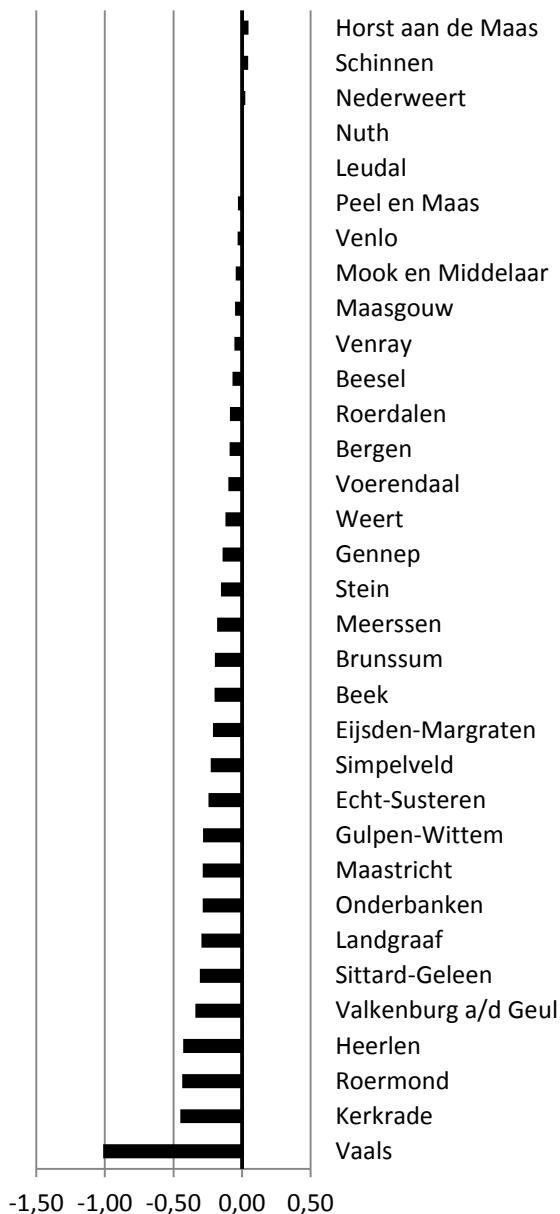 Horst aan de Maas
Schinnen
Nederweert
Nuth
Leudal
Peel en Maas
Venlo
Mook en Middelaar
Maasgouw
Venray
Beesel
Roerdalen
Bergen
Voerendaal
Weert
Gennep
Stein
Meerssen
Brunssum
Beek
Eijsden-Margraten
Simpelveld
Echt-Susteren
Gulpen-Wittem
Maastricht
Onderbanken
Landgraaf
Sittard-Geleen
Valkenburg a/d Geul
Heerlen
Roermond
Kerkrade
Vaals
-1,50 -1,00 -0,50 0,00 0,50